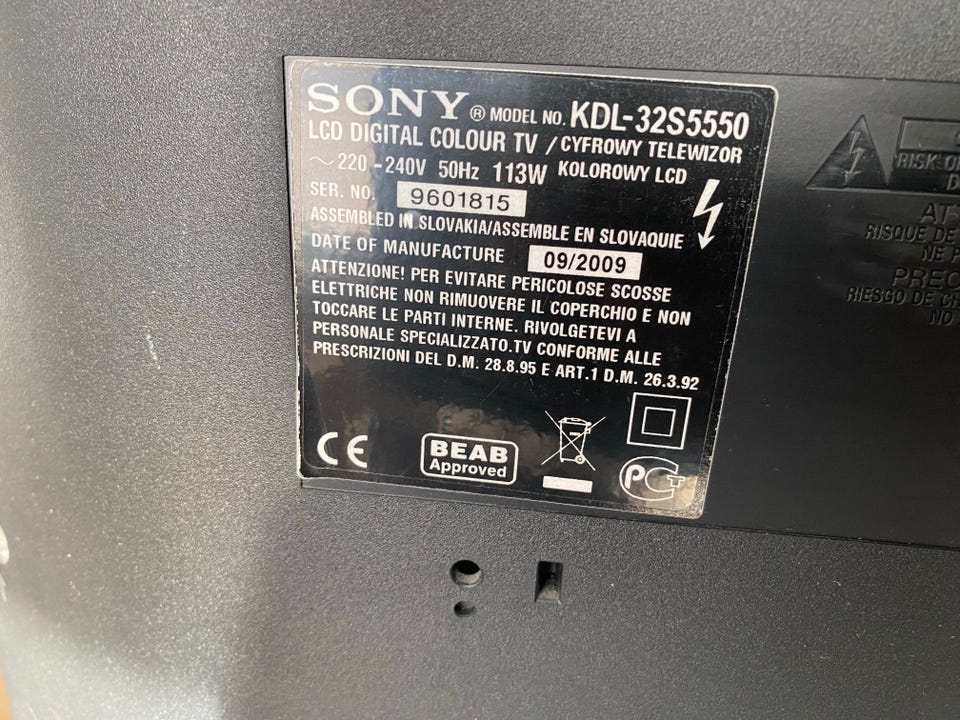 SONY® MODEL NO. KDL-32S5550
LCD DIGITAL COLOUR TV / CYFROWY TELEWIZOR
~ 220 - 240V 50Hz 113W KOLOROWY LCD
SER. NO. 9601815
ASSEMBLED IN SLOVAKIA/ASSEMBLE EN SLOVAQUIE
DATE OF MANUFACTURE 09/2009
ATTENZIONE! PER EVITARE PERICOLOSE SCOSSE
ELETTRICHE NON RIMUOVERE IL COPERCHIO E NON
TOCCARE LE PARTI INTERNE. RIVOLGETEVI A
PERSONALE SPECIALIZZATO.TV CONFORME ALLE
PRESCRIZIONI DEL D.M. 28.8.95 E ART.1 D.M. 26.3.92
CE
BEAB
Approved
PCT
RISK
RISQUE DE
NE
RIESGO DE
NO